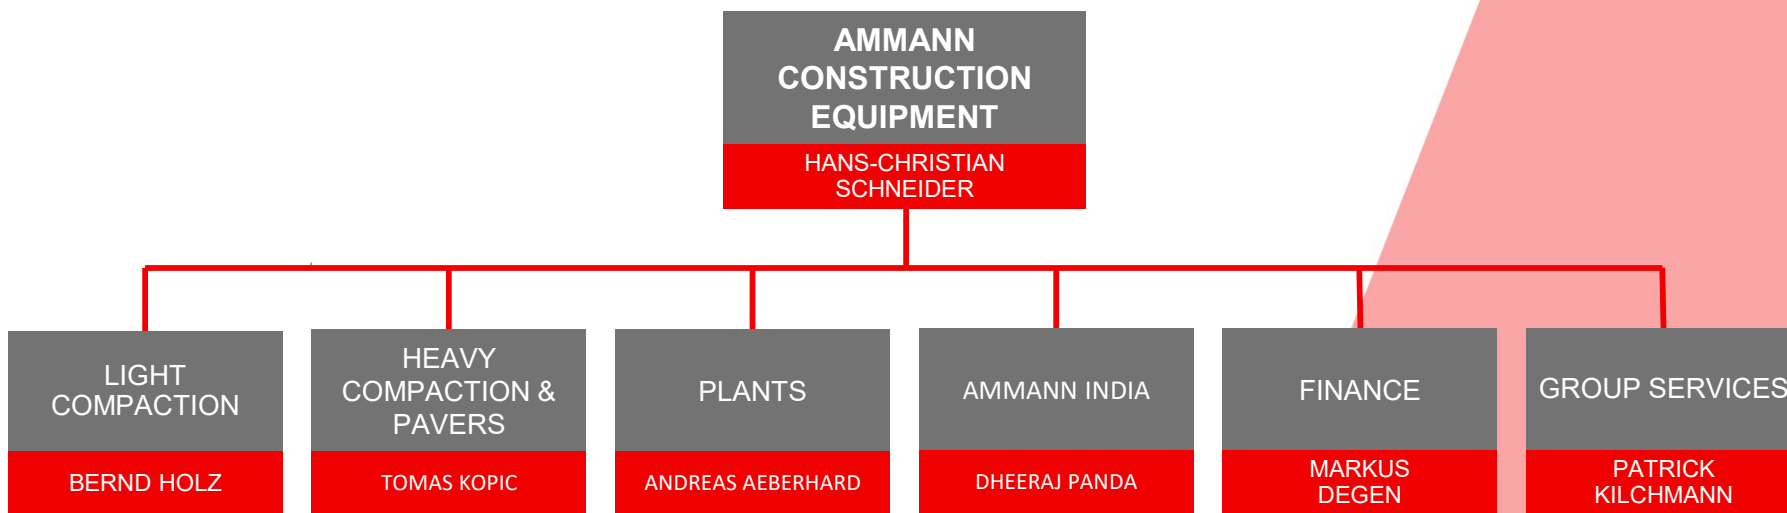 AMMANN
CONSTRUCTION
EQUIPMENT
HANS-CHRISTIAN
SCHNEIDER
LIGHT
COMPACTION
BERND HOLZ
HEAVY
COMPACTION &
PAVERS
TOMAS KOPIC
PLANTS
ANDREAS AEBERHARD
AMMANN INDIA
DHEERAJ PANDA
FINANCE
MARKUS
DEGEN
GROUP SERVICES
PATRICK
KILCHMANN